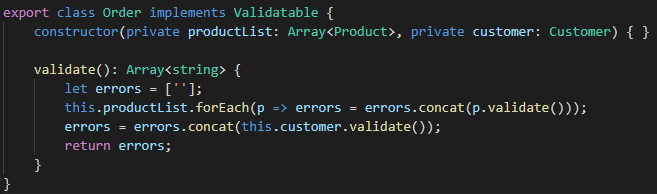 export class Order implements Validatable {
    constructor(private productList: Array<Product>, private customer: Customer) { }
    validate(): Array<string> {
        let errors = [''];
        this.productList.forEach(p => errors = errors.concat(p.validate()));
        errors = errors.concat(this.customer.validate());
        return errors;
    }
}